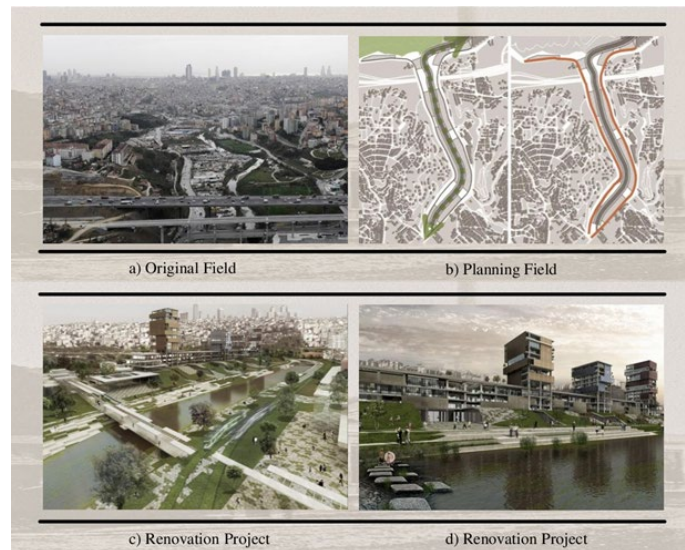 a) Original Field
b) Planning Field
c) Renovation Project
d) Renovation Project